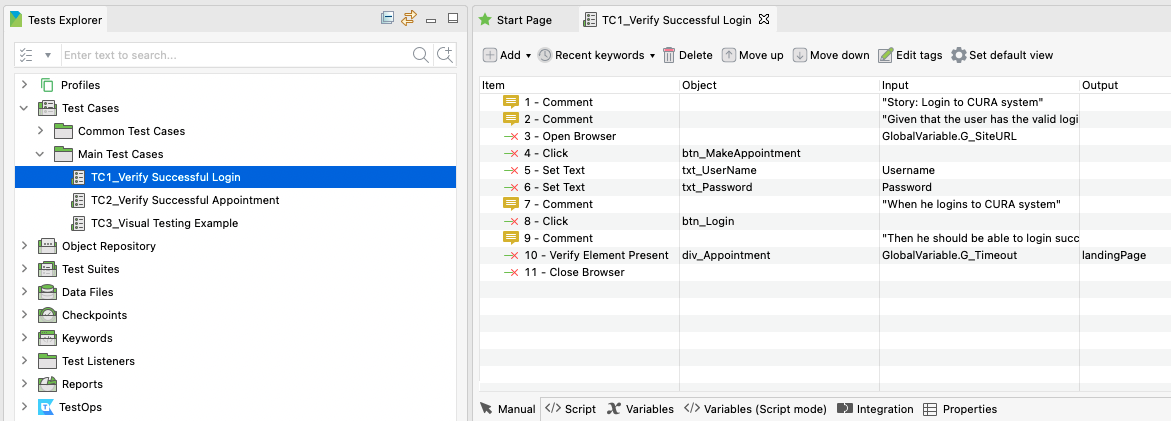 Tests Explorer
Enter text to search...
Profiles
Test Cases
Common Test Cases
Main Test Cases
TC1_Verify Successful Login
TC2_Verify Successful Appointment
TC3_Visual Testing Example
Object Repository
Test Suites
Data Files
Checkpoints
Keywords
Test Listeners
Reports
TestOps
Start Page
TC1_Verify Successful Login
Add Recent keywords Delete Move up Move down Edit tags Set default view
Item Object Input Output
1 - Comment "Story: Login to CURA system"
2 - Comment "Given that the user has the valid logi
3 - Open Browser GlobalVariable.G_SiteURL
4 - Click btn_MakeAppointment
5 - Set Text txt_UserName Username
6 - Set Text txt_Password Password
7 - Comment "When he logins to CURA system"
8 - Click btn_Login
9 - Comment "Then he should be able to login succ
10 - Verify Element Present div_Appointment GlobalVariable.G_Timeout landingPage
11 - Close Browser
Manual </> Script Variables </> Variables (Script mode) Integration Properties